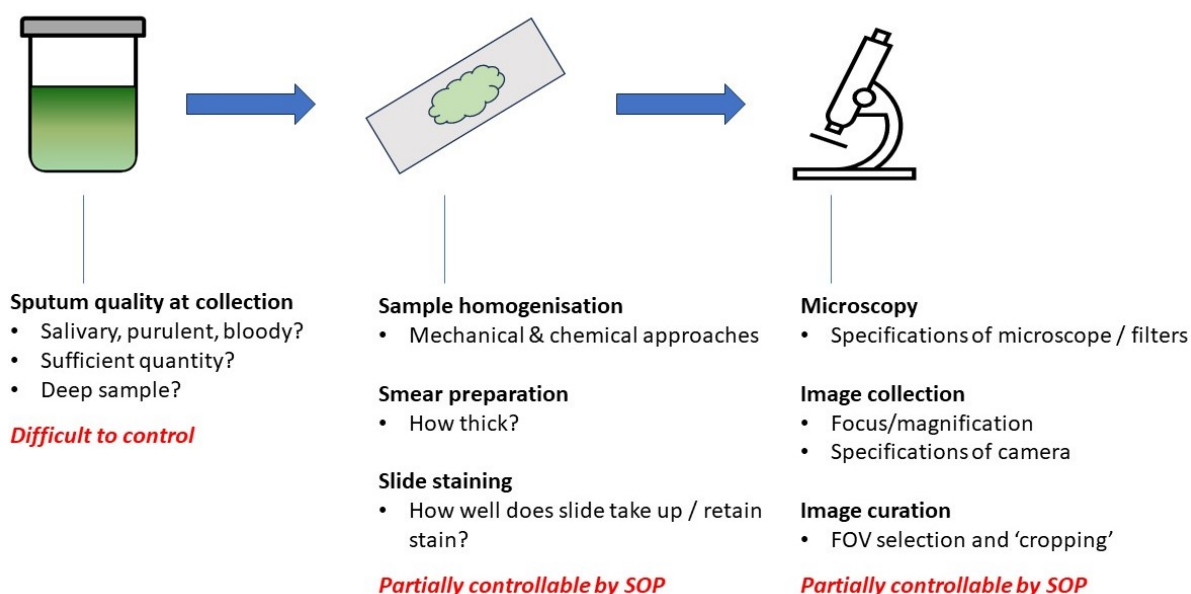 Sputum quality at collection
• Salivary, purulent, bloody?
• Sufficient quantity?
• Deep sample?
Difficult to control
Sample homogenisation
• Mechanical & chemical approaches
Smear preparation
• How thick?
Slide staining
• How well does slide take up / retain
stain?
Partially controllable by SOP
Microscopy
• Specifications of microscope / filters
Image collection
• Focus/magnification
• Specifications of camera
Image curation
• FOV selection and ‘cropping’
Partially controllable by SOP